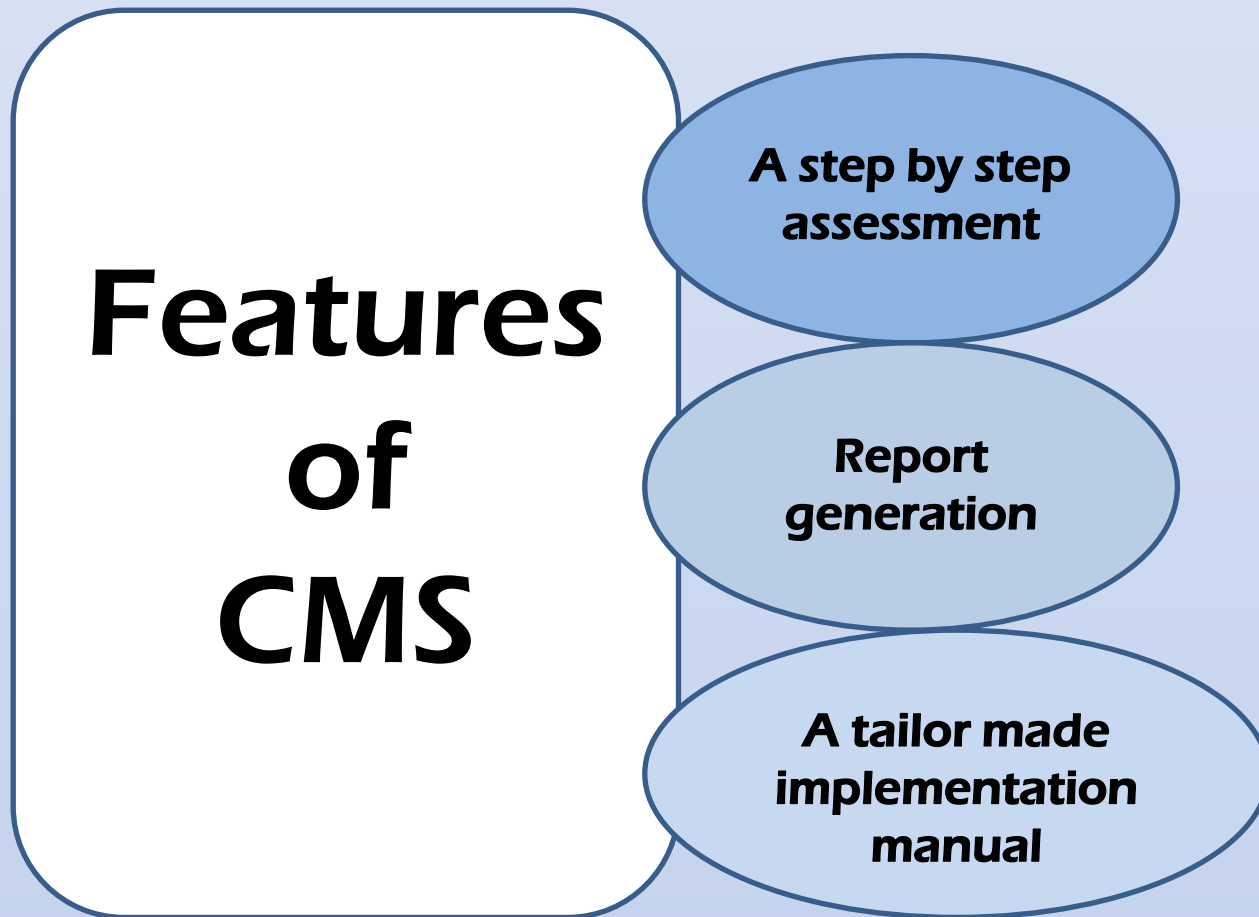 Features
of
CMS
A step by step
assessment
Report
generation
A tailor made
implementation
manual